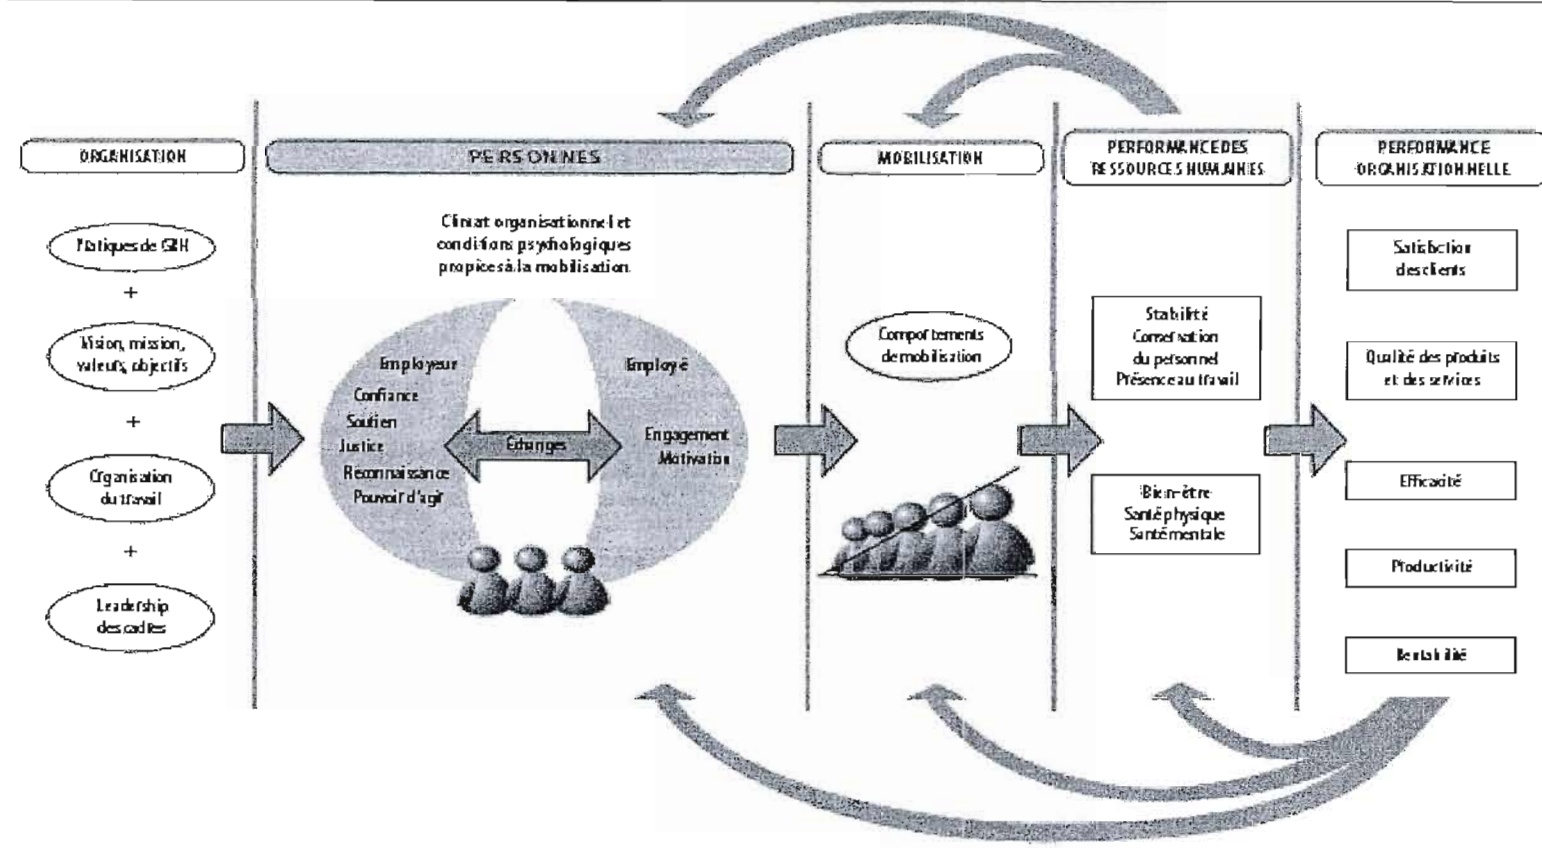 ORGANISATION
PERSONNES
MOBILISATION
PERFORMANCE DES
RESSOURCES HUMAINES
PERFORMANCE
ORGANISATIONNELLE
Pratiques de GRH
+
Vision, mission,
valeurs, objectifs
+
Organisation
du travail
+
Leadership
des cadres
Climat organisationnel et
conditions psychologiques
propices à la mobilisation
Employeur
Confiance
Soutien
Justice
Reconnaissance
Pouvoir d'agir
Échanges
Employé
Engagement
Motivation
Comportements
de mobilisation
Stabilité
Conservation
du personnel
Présence au travail
Bien-être
Santé physique
Santé mentale
Satisfaction
des clients
Qualité des produits
et des services
Efficacité
Productivité
Rentabilité